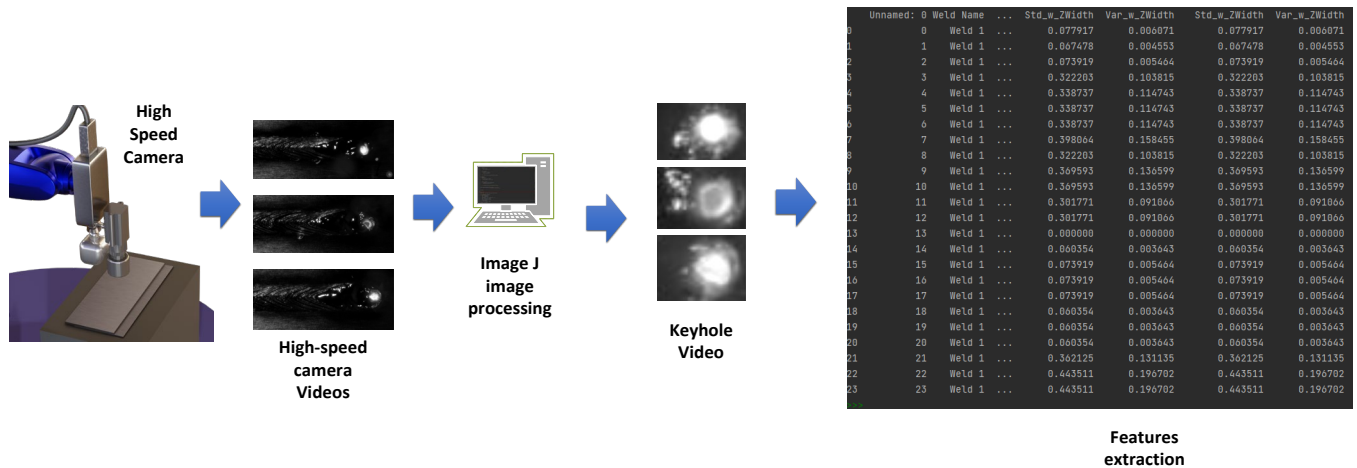 High
Speed
Camera
High-speed
camera
Videos
Image J
image
processing
Keyhole
Video
Unnamed: 0 Weld Name ... Std_w_ZWidth Var_w_ZWidth Std_w_ZWidth Var_w_ZWidth
0 0 Weld 1 ... 0.077917 0.006071 0.077917 0.006071
1 1 Weld 1 ... 0.067478 0.004553 0.067478 0.004553
2 2 Weld 1 ... 0.073919 0.005464 0.073919 0.005464
3 3 Weld 1 ... 0.322203 0.103815 0.322203 0.103815
4 4 Weld 1 ... 0.338737 0.114743 0.338737 0.114743
5 5 Weld 1 ... 0.338737 0.114743 0.338737 0.114743
6 6 Weld 1 ... 0.338737 0.114743 0.338737 0.114743
7 7 Weld 1 ... 0.398064 0.158455 0.398064 0.158455
8 8 Weld 1 ... 0.322203 0.103815 0.322203 0.103815
9 9 Weld 1 ... 0.369593 0.136599 0.369593 0.136599
10 10 Weld 1 ... 0.369593 0.136599 0.369593 0.136599
11 11 Weld 1 ... 0.301771 0.091066 0.301771 0.091066
12 12 Weld 1 ... 0.301771 0.091066 0.301771 0.091066
13 13 Weld 1 ... 0.000000 0.000000 0.000000 0.000000
14 14 Weld 1 ... 0.060354 0.003643 0.060354 0.003643
15 15 Weld 1 ... 0.073919 0.005464 0.073919 0.005464
16 16 Weld 1 ... 0.073919 0.005464 0.073919 0.005464
17 17 Weld 1 ... 0.073919 0.005464 0.073919 0.005464
18 18 Weld 1 ... 0.060354 0.003643 0.060354 0.003643
19 19 Weld 1 ... 0.060354 0.003643 0.060354 0.003643
20 20 Weld 1 ... 0.060354 0.003643 0.060354 0.003643
21 21 Weld 1 ... 0.362125 0.131135 0.362125 0.131135
22 22 Weld 1 ... 0.443511 0.196702 0.443511 0.196702
23 23 Weld 1 ... 0.443511 0.196702 0.443511 0.196702
>>>
Features
extraction